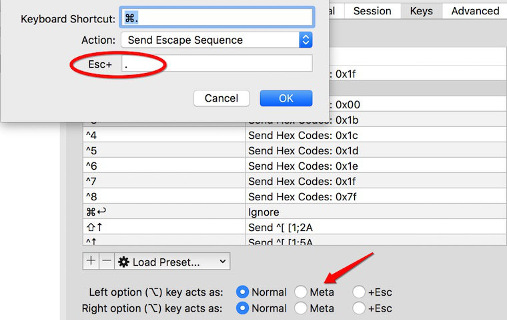 Keyboard Shortcut: ⌘.
Action: Send Escape Sequence
Esc+ .
Cancel OK
Session Keys Advanced
Send Hex Codes: 0x00
Send Hex Codes: 0x1b
^4 Send Hex Codes: 0x1c
^5 Send Hex Codes: 0x1d
^6 Send Hex Codes: 0x1e
^7 Send Hex Codes: 0x1f
^8 Send Hex Codes: 0x7f
⌘↩ Ignore
⇧↑ Send ^[ [1;2A
^↑ Send ^[ [1;5A
+ − Load Preset...
Left option (⌥) key acts as: Normal Meta +Esc
Right option (⌥) key acts as: Normal Meta +Esc